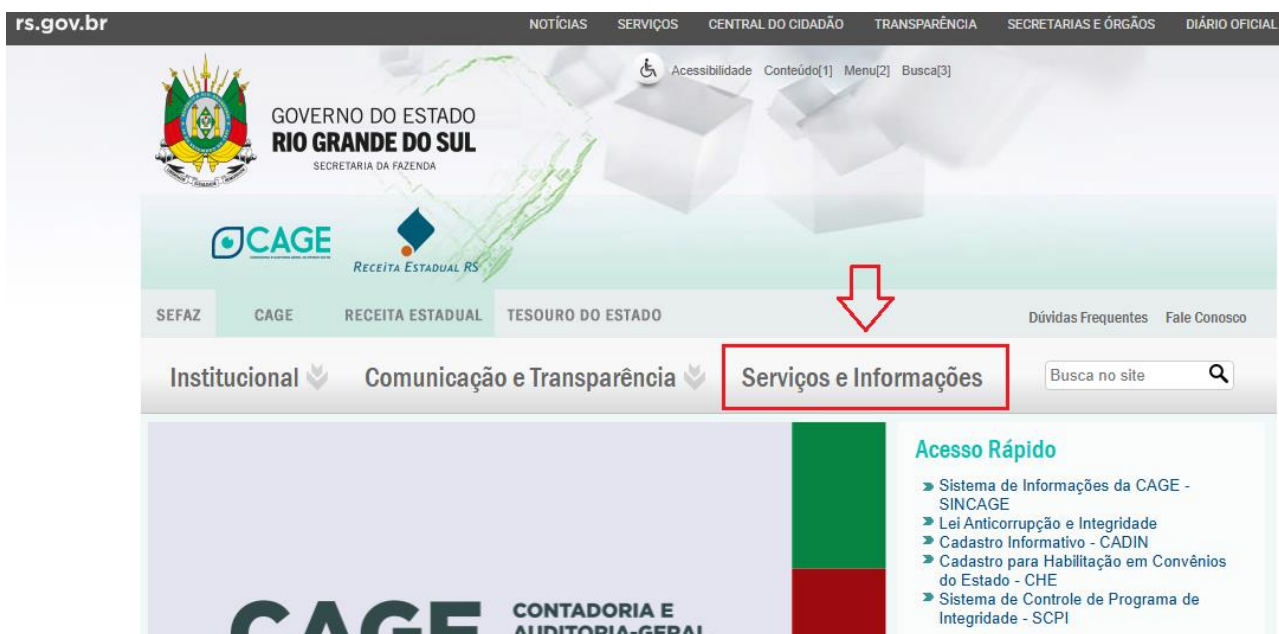 rs.gov.br
NOTÍCIAS SERVIÇOS CENTRAL DO CIDADÃO TRANSPARÊNCIA SECRETARIAS E ÓRGÃOS DIÁRIO OFICIAL
Acessibilidade Conteúdo[1] Menu[2] Busca[3]
GOVERNO DO ESTADO
RIO GRANDE DO SUL
SECRETARIA DA FAZENDA
CAGE
RECEITA ESTADUAL RS
SEFAZ CAGE RECEITA ESTADUAL TESOURO DO ESTADO
Dúvidas Frequentes Fale Conosco
Institucional Comunicação e Transparência Serviços e Informações
Busca no site
Acesso Rápido
Sistema de Informações da CAGE -
SINCAGE
Lei Anticorrupção e Integridade
Cadastro Informativo - CADIN
Cadastro para Habilitação em Convênios
do Estado - CHE
Sistema de Controle de Programa de
Integridade - SCPI
CAGE
CONTADORIA E
AUDITORIA-GERAL